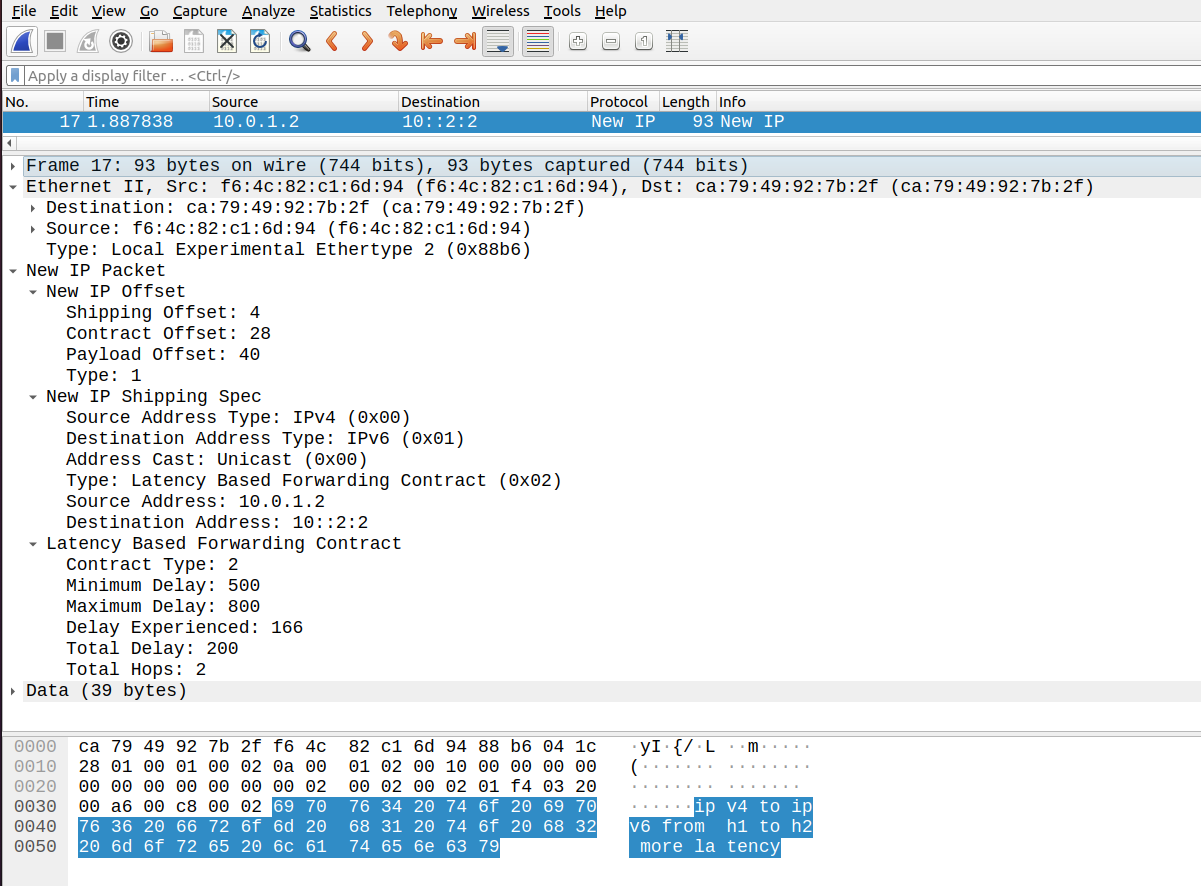 File Edit View Go Capture Analyze Statistics Telephony Wireless Tools Help
Apply a display filter … <Ctrl-/>
No. Time Source Destination Protocol Length Info
17 1.887838 10.0.1.2 10::2:2 New IP 93 New IP
Frame 17: 93 bytes on wire (744 bits), 93 bytes captured (744 bits)
Ethernet II, Src: f6:4c:82:c1:6d:94 (f6:4c:82:c1:6d:94), Dst: ca:79:49:92:7b:2f (ca:79:49:92:7b:2f)
Destination: ca:79:49:92:7b:2f (ca:79:49:92:7b:2f)
Source: f6:4c:82:c1:6d:94 (f6:4c:82:c1:6d:94)
Type: Local Experimental Ethertype 2 (0x88b6)
New IP Packet
New IP Offset
Shipping Offset: 4
Contract Offset: 28
Payload Offset: 40
Type: 1
New IP Shipping Spec
Source Address Type: IPv4 (0x00)
Destination Address Type: IPv6 (0x01)
Address Cast: Unicast (0x00)
Type: Latency Based Forwarding Contract (0x02)
Source Address: 10.0.1.2
Destination Address: 10::2:2
Latency Based Forwarding Contract
Contract Type: 2
Minimum Delay: 500
Maximum Delay: 800
Delay Experienced: 166
Total Delay: 200
Total Hops: 2
Data (39 bytes)
0000 ca 79 49 92 7b 2f f6 4c 82 c1 6d 94 88 b6 04 1c ·yI·{/·L ··m·····
0010 28 01 00 01 00 02 0a 00 01 02 00 10 00 00 00 00 (······· ········
0020 00 00 00 00 00 00 00 02 00 02 00 02 01 f4 03 20 ········ ·······
0030 00 a6 00 c8 00 02 69 70 76 34 20 74 6f 20 69 70 ······ip v4 to ip
0040 76 36 20 66 72 6f 6d 20 68 31 20 74 6f 20 68 32 v6 from h1 to h2
0050 20 6d 6f 72 65 20 6c 61 74 65 6e 63 79 more la tency